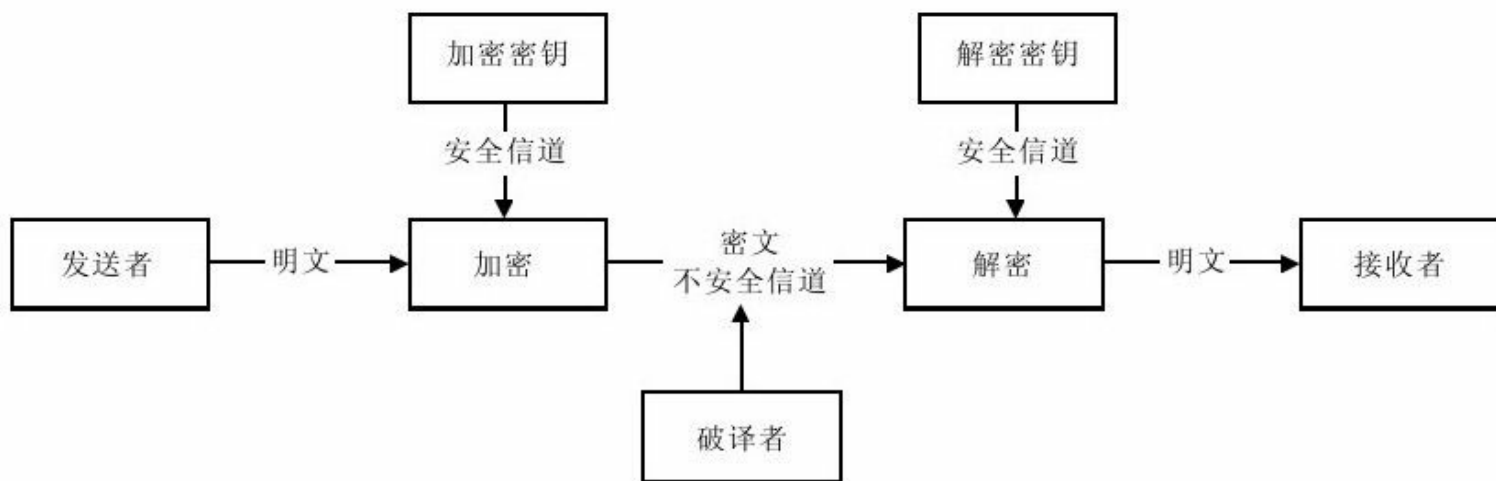 加密密钥
解密密钥
安全信道
安全信道
发送者
明文
加密
密文
不安全信道
解密
明文
接收者
破译者